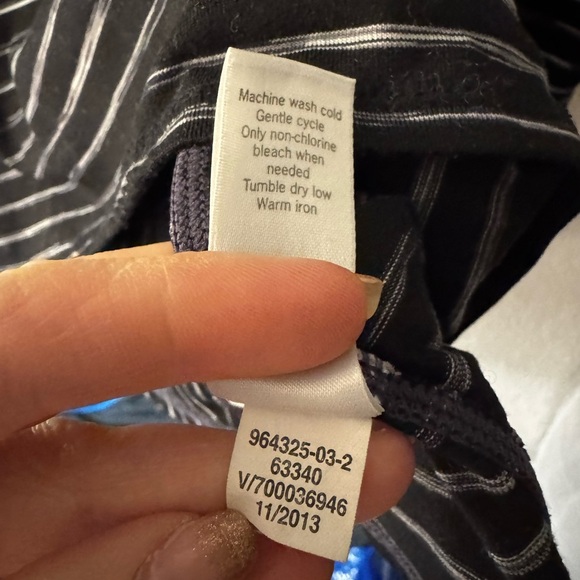 Machine wash cold
Gentle cycle
Only non-chlorine
bleach when
needed
Tumble dry low
Warm iron
964325-03-2
63340
V/700036946
11/2013